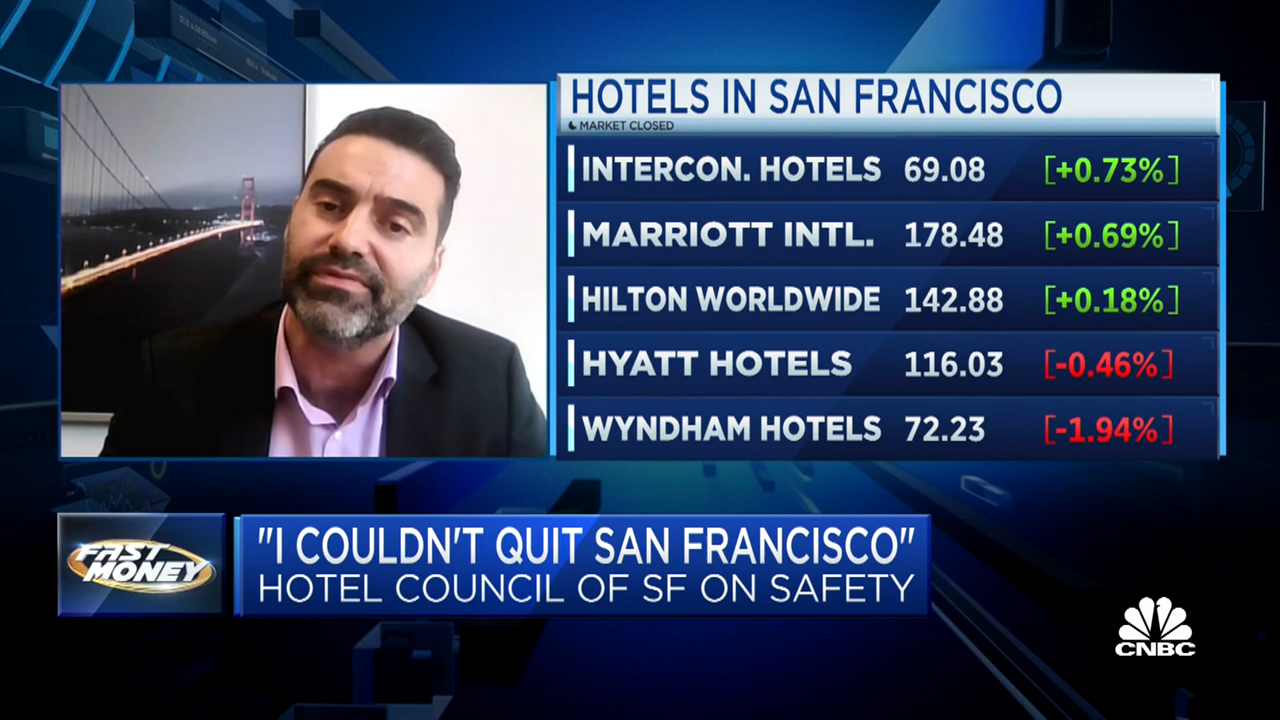 HOTELS IN SAN FRANCISCO
MARKET CLOSED
INTERCON. HOTELS 69.08 [+0.73%]
MARRIOTT INTL. 178.48 [+0.69%]
HILTON WORLDWIDE 142.88 [+0.18%]
HYATT HOTELS 116.03 [-0.46%]
WYNDHAM HOTELS 72.23 [-1.94%]
FAST MONEY
"I COULDN'T QUIT SAN FRANCISCO"
HOTEL COUNCIL OF SF ON SAFETY
CNBC